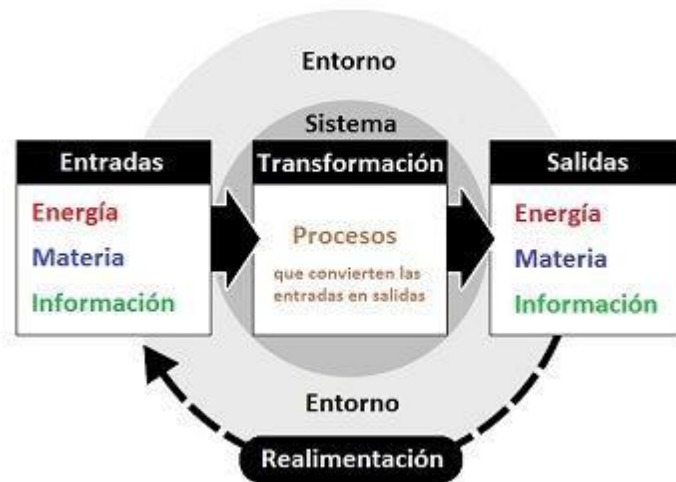 Entorno
Sistema
Entradas
Energía
Materia
Información
Transformación
Procesos
que convierten las
entradas en salidas
Salidas
Energía
Materia
Información
Entorno
Realimentación